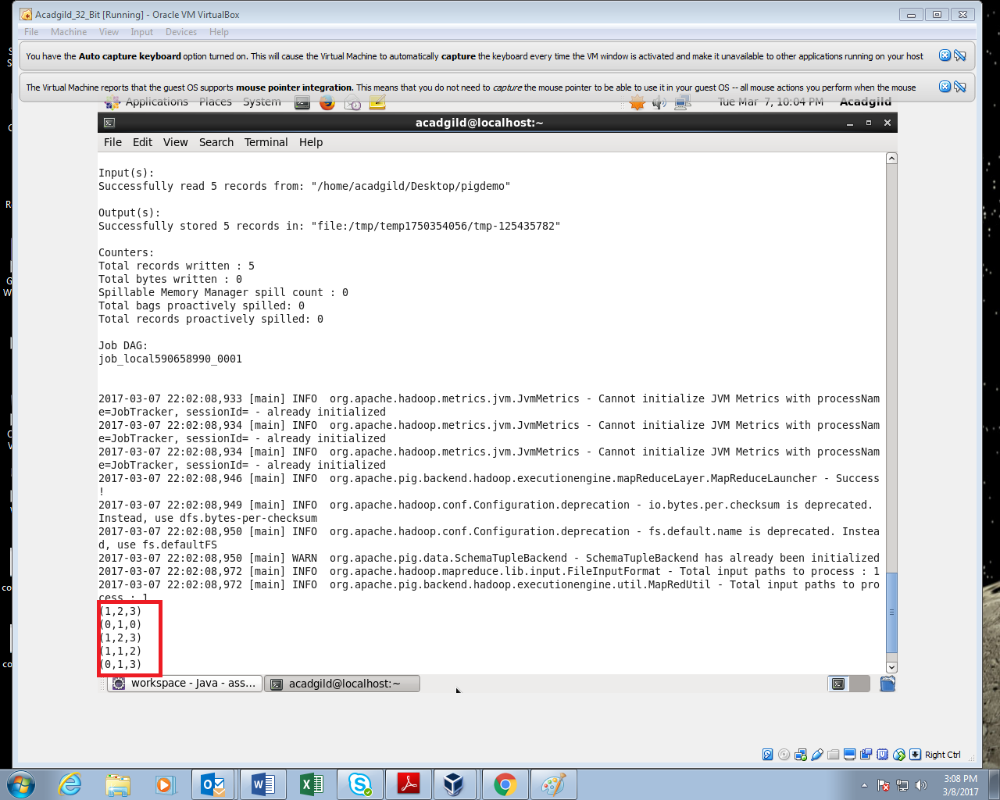 Acadgild_32_Bit [Running] - Oracle VM VirtualBox
File Machine View Input Devices Help
You have the Auto capture keyboard option turned on. This will cause the Virtual Machine to automatically capture the keyboard every time the VM window is activated and make it unavailable to other applications running on your host
The Virtual Machine reports that the guest OS supports mouse pointer integration. This means that you do not need to capture the mouse pointer to be able to use it in your guest OS -- all mouse actions you perform when the mouse
Applications Places System Tue Mar 7, 10:04 PM Acadgild
acadgild@localhost:~
File Edit View Search Terminal Help
Input(s):
Successfully read 5 records from: "/home/acadgild/Desktop/pigdemo"
Output(s):
Successfully stored 5 records in: "file:/tmp/temp1750354056/tmp-125435782"
Counters:
Total records written : 5
Total bytes written : 0
Spillable Memory Manager spill count : 0
Total bags proactively spilled: 0
Total records proactively spilled: 0
Job DAG:
job_local590658990_0001
2017-03-07 22:02:08,933 [main] INFO  org.apache.hadoop.metrics.jvm.JvmMetrics - Cannot initialize JVM Metrics with processNam
e=JobTracker, sessionId= - already initialized
2017-03-07 22:02:08,934 [main] INFO  org.apache.hadoop.metrics.jvm.JvmMetrics - Cannot initialize JVM Metrics with processNam
e=JobTracker, sessionId= - already initialized
2017-03-07 22:02:08,934 [main] INFO  org.apache.hadoop.metrics.jvm.JvmMetrics - Cannot initialize JVM Metrics with processNam
e=JobTracker, sessionId= - already initialized
2017-03-07 22:02:08,946 [main] INFO  org.apache.pig.backend.hadoop.executionengine.mapReduceLayer.MapReduceLauncher - Success
!
2017-03-07 22:02:08,949 [main] INFO  org.apache.hadoop.conf.Configuration.deprecation - io.bytes.per.checksum is deprecated.
Instead, use dfs.bytes-per-checksum
2017-03-07 22:02:08,950 [main] INFO  org.apache.hadoop.conf.Configuration.deprecation - fs.default.name is deprecated. Instea
d, use fs.defaultFS
2017-03-07 22:02:08,950 [main] WARN  org.apache.pig.data.SchemaTupleBackend - SchemaTupleBackend has already been initialized
2017-03-07 22:02:08,972 [main] INFO  org.apache.hadoop.mapreduce.lib.input.FileInputFormat - Total input paths to process : 1
2017-03-07 22:02:08,972 [main] INFO  org.apache.pig.backend.hadoop.executionengine.util.MapRedUtil - Total input paths to pro
cess : 1
(1,2,3)
(0,1,0)
(1,2,3)
(1,1,2)
(0,1,3)
workspace - Java - ass... acadgild@localhost:~
Right Ctrl
3:08 PM
3/8/2017